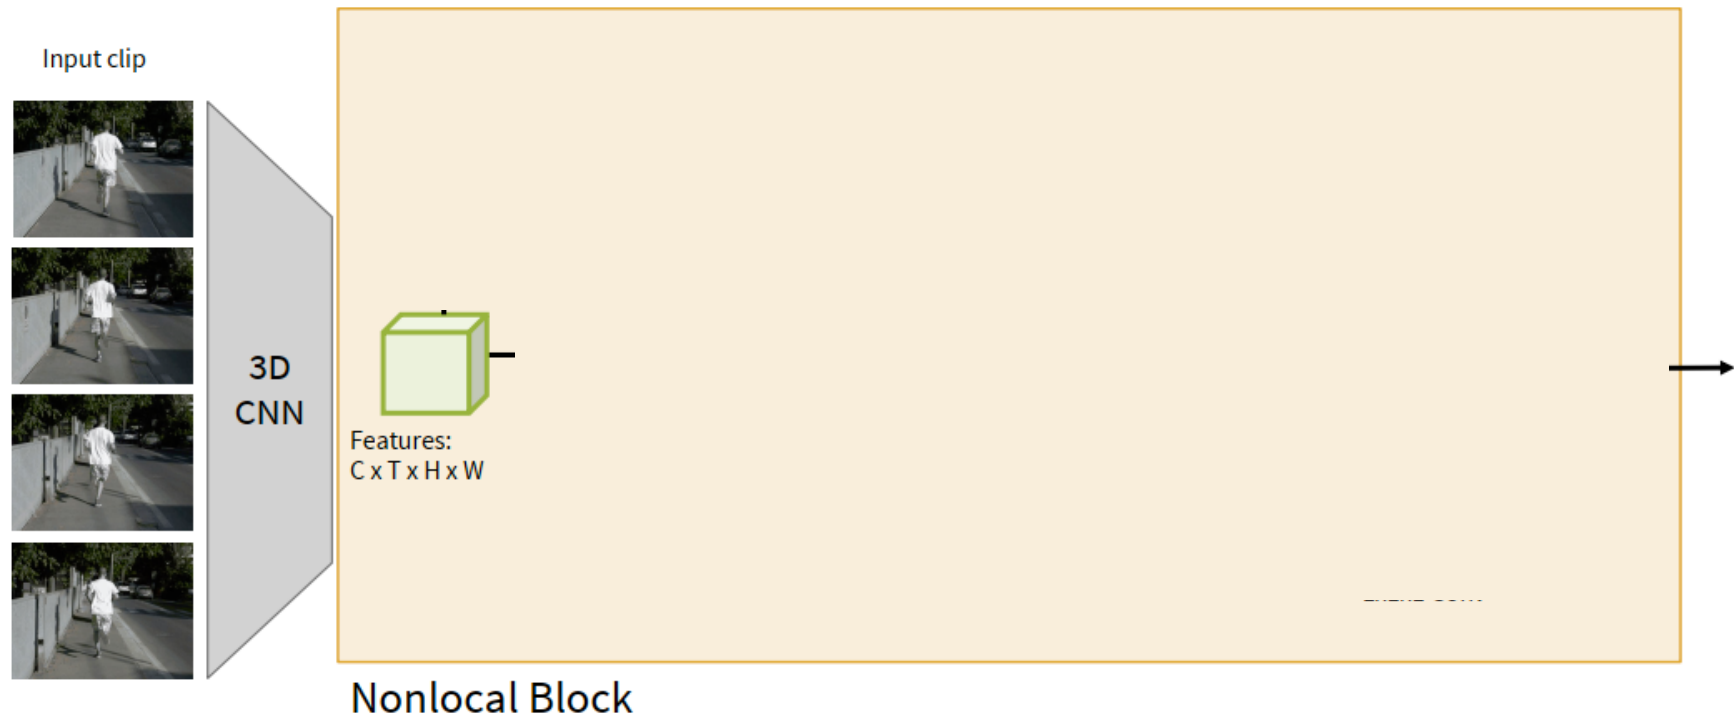 Input clip
3D
CNN
Features:
C x T x H x W
Nonlocal Block